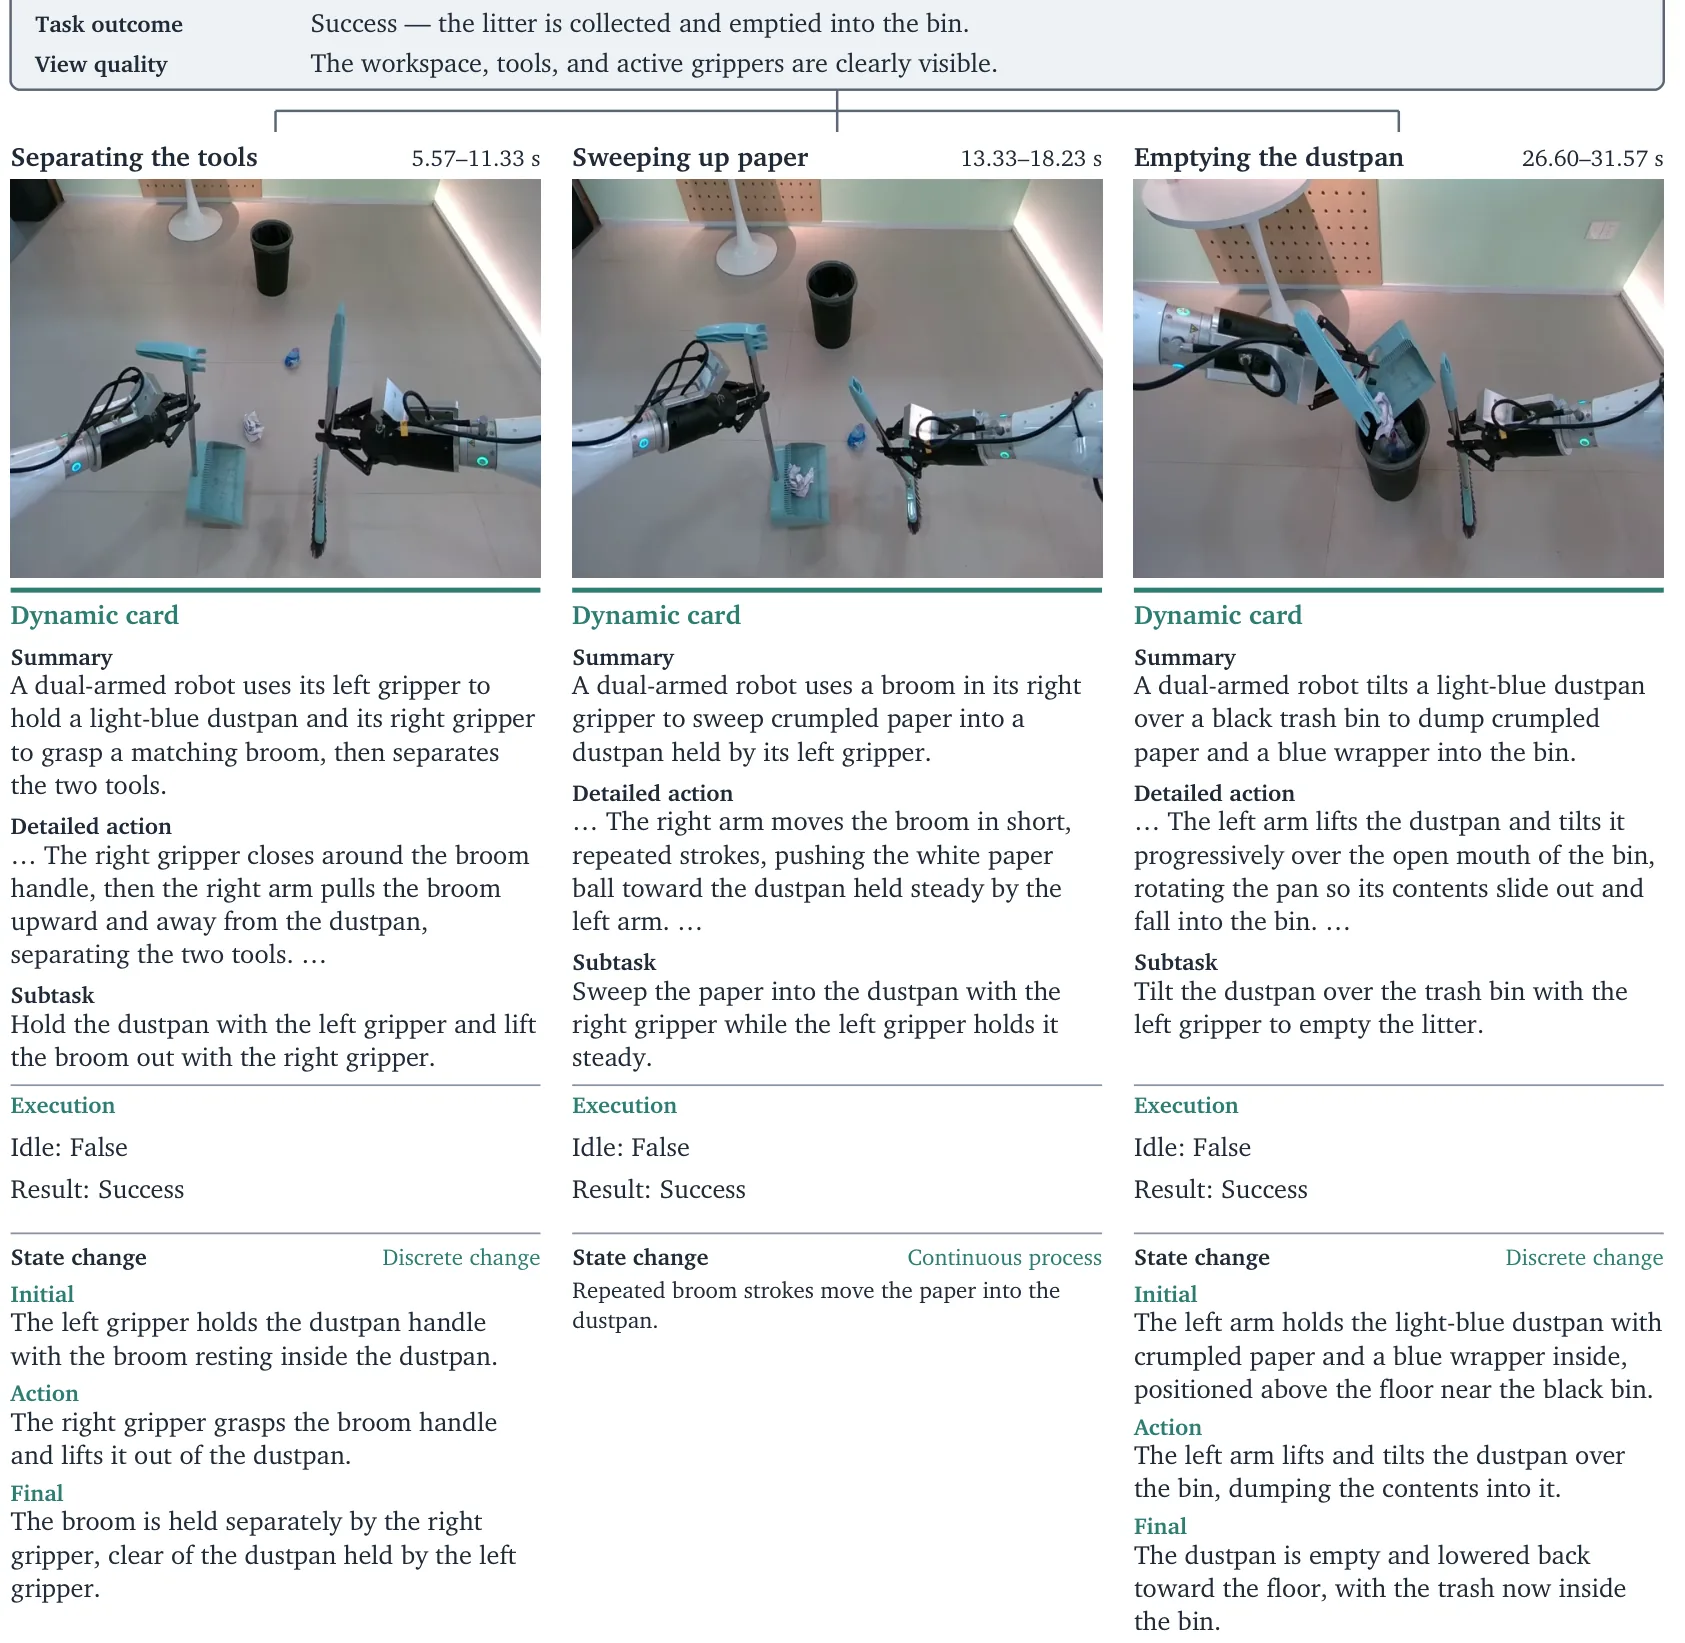 Task outcome
Success — the litter is collected and emptied into the bin.
View quality
The workspace, tools, and active grippers are clearly visible.
Separating the tools
5.57–11.33 s
Dynamic card
Summary
A dual-armed robot uses its left gripper to
hold a light-blue dustpan and its right gripper
to grasp a matching broom, then separates
the two tools.
Detailed action
… The right gripper closes around the broom
handle, then the right arm pulls the broom
upward and away from the dustpan,
separating the two tools. …
Subtask
Hold the dustpan with the left gripper and lift
the broom out with the right gripper.
Execution
Idle: False
Result: Success
State change
Discrete change
Initial
The left gripper holds the dustpan handle
with the broom resting inside the dustpan.
Action
The right gripper grasps the broom handle
and lifts it out of the dustpan.
Final
The broom is held separately by the right
gripper, clear of the dustpan held by the left
gripper.
Sweeping up paper
13.33–18.23 s
Dynamic card
Summary
A dual-armed robot uses a broom in its right
gripper to sweep crumpled paper into a
dustpan held by its left gripper.
Detailed action
… The right arm moves the broom in short,
repeated strokes, pushing the white paper
ball toward the dustpan held steady by the
left arm. …
Subtask
Sweep the paper into the dustpan with the
right gripper while the left gripper holds it
steady.
Execution
Idle: False
Result: Success
State change
Continuous process
Repeated broom strokes move the paper into the
dustpan.
Emptying the dustpan
26.60–31.57 s
Dynamic card
Summary
A dual-armed robot tilts a light-blue dustpan
over a black trash bin to dump crumpled
paper and a blue wrapper into the bin.
Detailed action
… The left arm lifts the dustpan and tilts it
progressively over the open mouth of the bin,
rotating the pan so its contents slide out and
fall into the bin. …
Subtask
Tilt the dustpan over the trash bin with the
left gripper to empty the litter.
Execution
Idle: False
Result: Success
State change
Discrete change
Initial
The left arm holds the light-blue dustpan with
crumpled paper and a blue wrapper inside,
positioned above the floor near the black bin.
Action
The left arm lifts and tilts the dustpan over
the bin, dumping the contents into it.
Final
The dustpan is empty and lowered back
toward the floor, with the trash now inside
the bin.